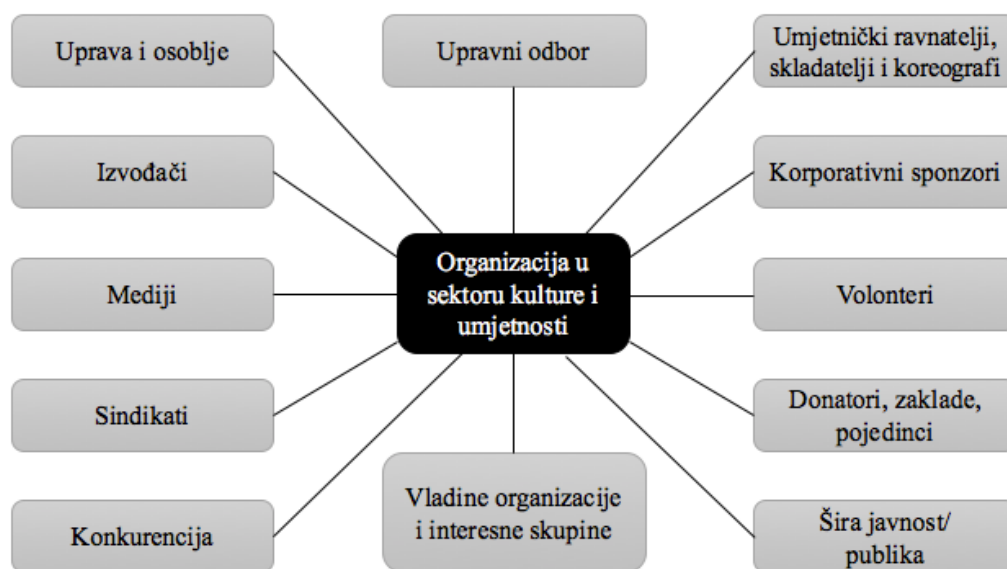 Uprava i osoblje
Upravni odbor
Umjetnički ravnatelji,
skladatelji i koreografi
Izvođači
Korporativni sponzori
Organizacija u
sektoru kulture i
umjetnosti
Mediji
Volonteri
Sindikati
Donatori, zaklade,
pojedinci
Vladine organizacije
i interesne skupine
Konkurencija
Šira javnost/
publika